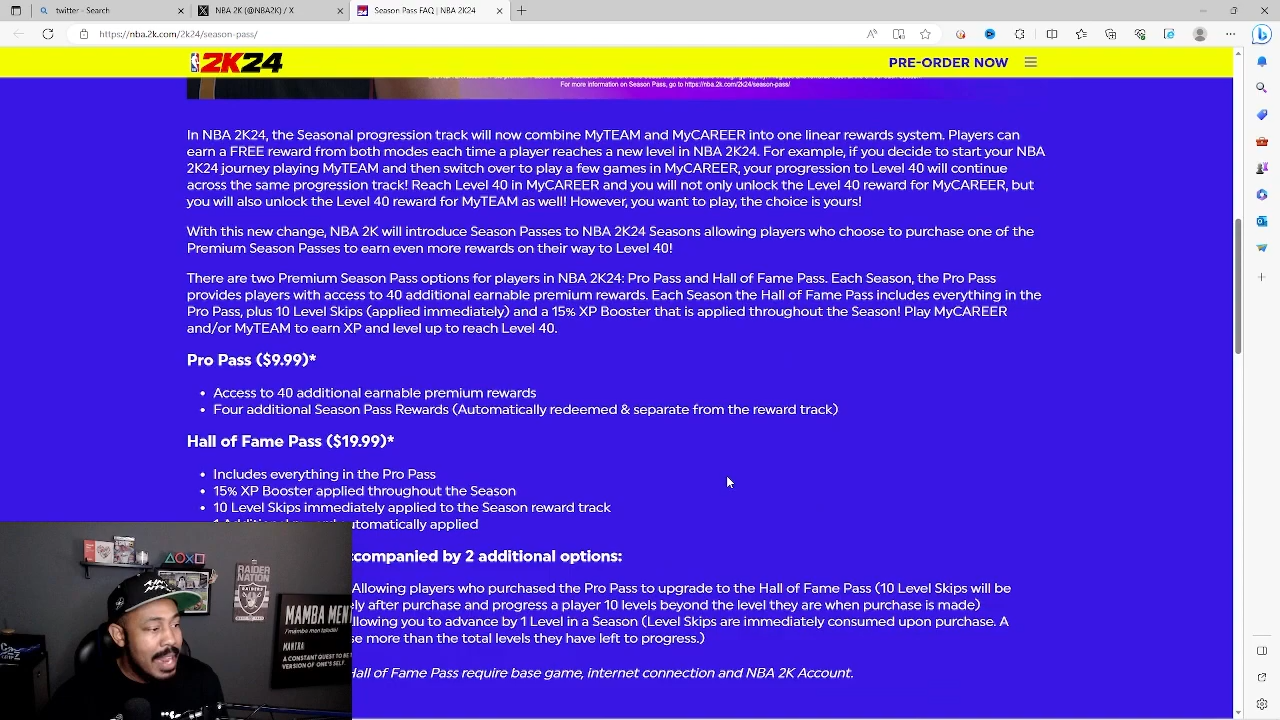 twitter - Search
Season Pass FAQ | NBA 2K24
https://nba.2k.com/2k24/season-pass/
2K24
PRE-ORDER NOW
For more information on Season Pass, go to https://nba.2k.com/2k24/season-pass/
In NBA 2K24, the Seasonal progression track will now combine MyTEAM and MyCAREER into one linear rewards system. Players can
earn a FREE reward from both modes each time a player reaches a new level in NBA 2K24. For example, if you decide to start your NBA
2K24 journey playing MyTEAM and then switch over to play a few games in MyCAREER, your progression to Level 40 will continue
across the same progression track! Reach Level 40 in MyCAREER and you will not only unlock the Level 40 reward for MyCAREER, but
you will also unlock the Level 40 reward for MyTEAM as well! However, you want to play, the choice is yours!
With this new change, NBA 2K will introduce Season Passes to NBA 2K24 Seasons allowing players who choose to purchase one of the
Premium Season Passes to earn even more rewards on their way to Level 40!
There are two Premium Season Pass options for players in NBA 2K24: Pro Pass and Hall of Fame Pass. Each Season, the Pro Pass
provides players with access to 40 additional earnable premium rewards. Each Season the Hall of Fame Pass includes everything in the
Pro Pass, plus 10 Level Skips (applied immediately) and a 15% XP Booster that is applied throughout the Season! Play MyCAREER
and/or MyTEAM to earn XP and level up to reach Level 40.
Pro Pass ($9.99)*
• Access to 40 additional earnable premium rewards
• Four additional Season Pass Rewards (Automatically redeemed & separate from the reward track)
Hall of Fame Pass ($19.99)*
• Includes everything in the Pro Pass
• 15% XP Booster applied throughout the Season
• 10 Level Skips immediately applied to the Season reward track
automatically applied
ccompanied by 2 additional options:
Allowing players who purchased the Pro Pass to upgrade to the Hall of Fame Pass (10 Level Skips will be
ly after purchase and progress a player 10 levels beyond the level they are when purchase is made)
llowing you to advance by 1 Level in a Season (Level Skips are immediately consumed upon purchase. A
se more than the total levels they have left to progress.)
Hall of Fame Pass require base game, internet connection and NBA 2K Account.
RAIDER
NATION
MAMBA MEN
MANTRA
A CONSTANT QUEST TO BE
VERSION OF ONE'S SELF.